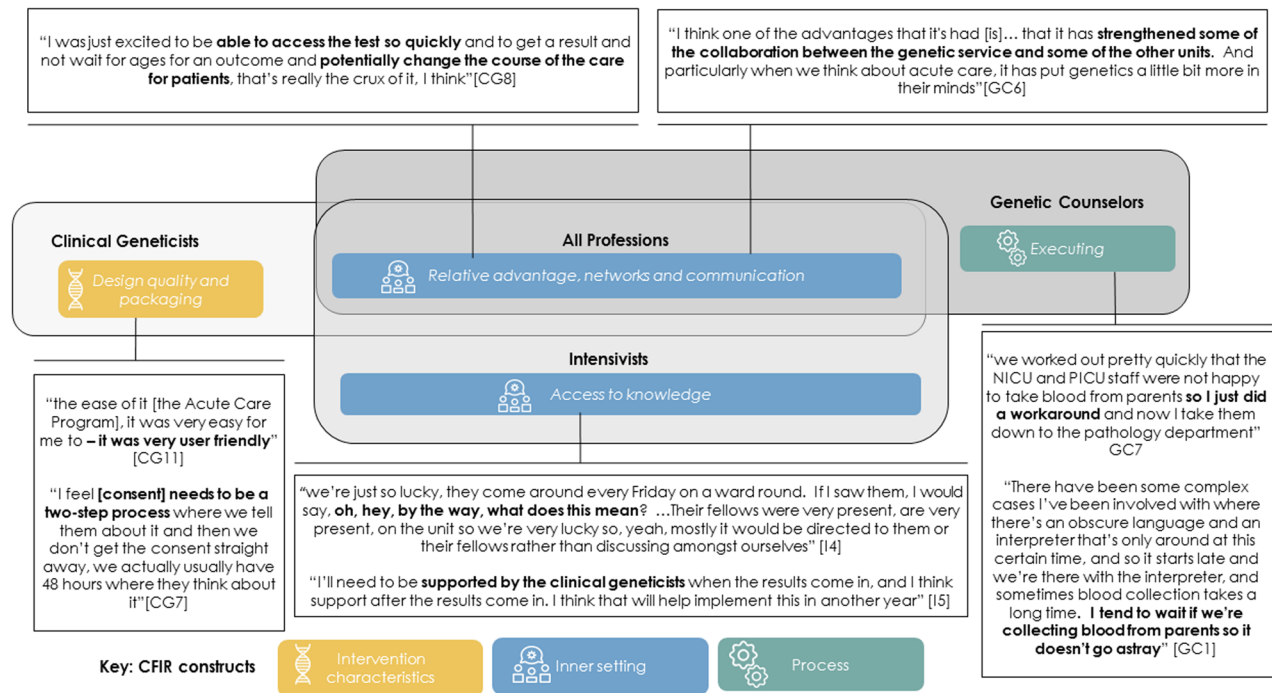 “I was just excited to be able to access the test so quickly and to get a result and
not wait for ages for an outcome and potentially change the course of the care
for patients, that’s really the crux of it, I think”[CG8]
“I think one of the advantages that it's had [is]… that it has strengthened some
of the collaboration between the genetic service and some of the other units. And
particularly when we think about acute care, it has put genetics a little bit more in
their minds”[GC6]
Genetic Counselors
Executing
Clinical Geneticists
Design quality and
packaging
All Professions
Relative advantage, networks and communication
Intensivists
Access to knowledge
“the ease of it [the Acute Care
Program], it was very easy for
me to – it was very user friendly”
[CG11]
“I feel [consent] needs to be a
two-step process where we tell
them about it and then we
don’t get the consent straight
away, we actually usually have
48 hours where they think about
it”[CG7]
“we’re just so lucky, they come around every Friday on a ward round. If I saw them, I would
say, oh, hey, by the way, what does this mean? …Their fellows were very present, are very
present, on the unit so we’re very lucky so, yeah, mostly it would be directed to them or
their fellows rather than discussing amongst ourselves” [I4]
“I’ll need to be supported by the clinical geneticists when the results come in, and I think
support after the results come in. I think that will help implement this in another year” [I5]
“we worked out pretty quickly that the
NICU and PICU staff were not happy
to take blood from parents so I just did
a workaround and now I take them
down to the pathology department”
GC7
“There have been some complex
cases I’ve been involved with where
there’s an obscure language and an
interpreter that’s only around at this
certain time, and so it starts late and
we’re there with the interpreter, and
sometimes blood collection takes a
long time. I tend to wait if we’re
collecting blood from parents so it
doesn’t go astray” [GC1]
Key: CFIR constructs
Intervention
characteristics
Inner setting
Process